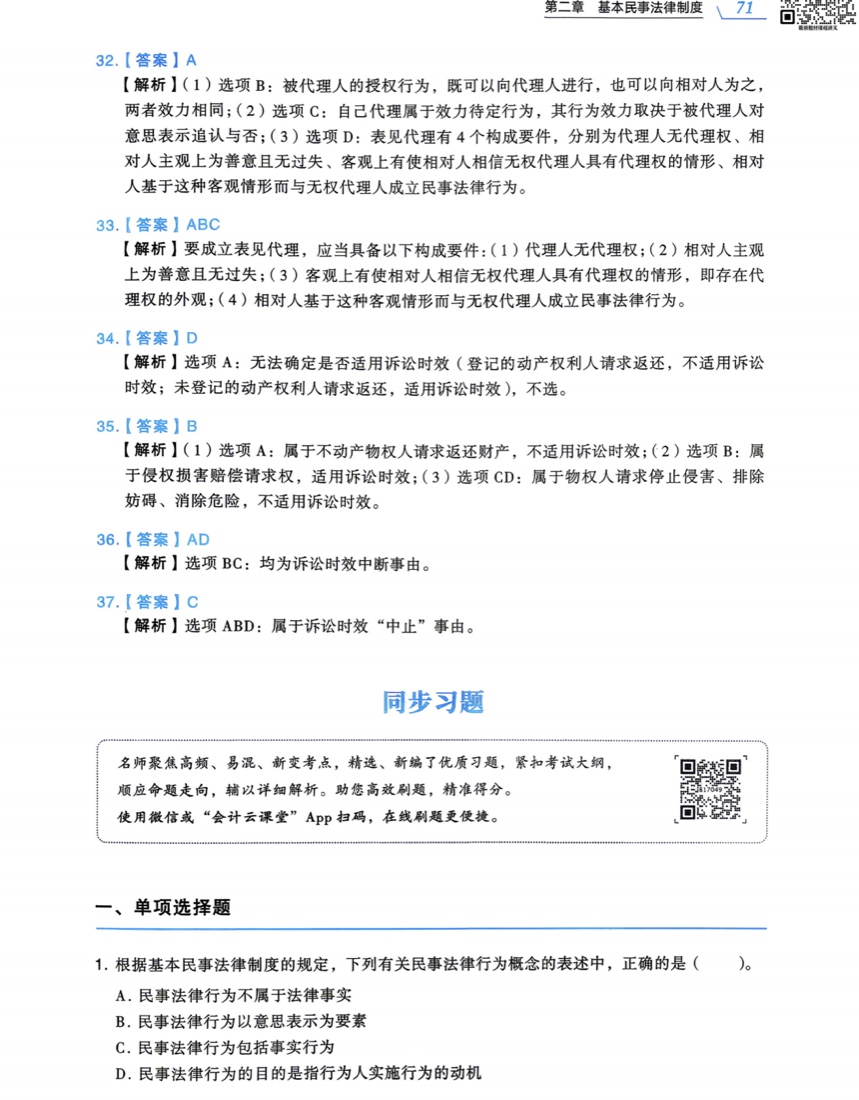 第二章 基本民事法律制度 71
32.【答案】A
【解析】（1）选项 B：被代理人的授权行为，既可以向代理人进行，也可以向相对人为之，
两者效力相同；（2）选项 C：自己代理属于效力待定行为，其行为效力取决于被代理人对
意思表示追认与否；（3）选项 D：表见代理有 4 个构成要件，分别为代理人无代理权、相
对人主观上为善意且无过失、客观上有使相对人相信无权代理人具有代理权的情形、相对
人基于这种客观情形而与无权代理人成立民事法律行为。
33.【答案】ABC
【解析】要成立表见代理，应当具备以下构成要件：（1）代理人无代理权；（2）相对人主观
上为善意且无过失；（3）客观上有使相对人相信无权代理人具有代理权的情形，即存在代
理权的外观；（4）相对人基于这种客观情形而与无权代理人成立民事法律行为。
34.【答案】D
【解析】选项 A：无法确定是否适用诉讼时效（登记的动产权利人请求返还，不适用诉讼
时效；未登记的动产权利人请求返还，适用诉讼时效），不选。
35.【答案】B
【解析】（1）选项 A：属于不动产物权人请求返还财产，不适用诉讼时效；（2）选项 B：属
于侵权损害赔偿请求权，适用诉讼时效；（3）选项 CD：属于物权人请求停止侵害、排除
妨碍、消除危险，不适用诉讼时效。
36.【答案】AD
【解析】选项 BC：均为诉讼时效中断事由。
37.【答案】C
【解析】选项 ABD：属于诉讼时效“中止”事由。
同步习题
名师聚焦高频、易混、新变考点，精选、新编了优质习题，紧扣考试大纲，
顺应命题走向，辅以详细解析。助您高效刷题，精准得分。
使用微信或“会计云课堂”App 扫码，在线刷题更便捷。
一、单项选择题
1. 根据基本民事法律制度的规定，下列有关民事法律行为概念的表述中，正确的是（ ）。
A. 民事法律行为不属于法律事实
B. 民事法律行为以意思表示为要素
C. 民事法律行为包括事实行为
D. 民事法律行为的目的是指行为人实施行为的动机